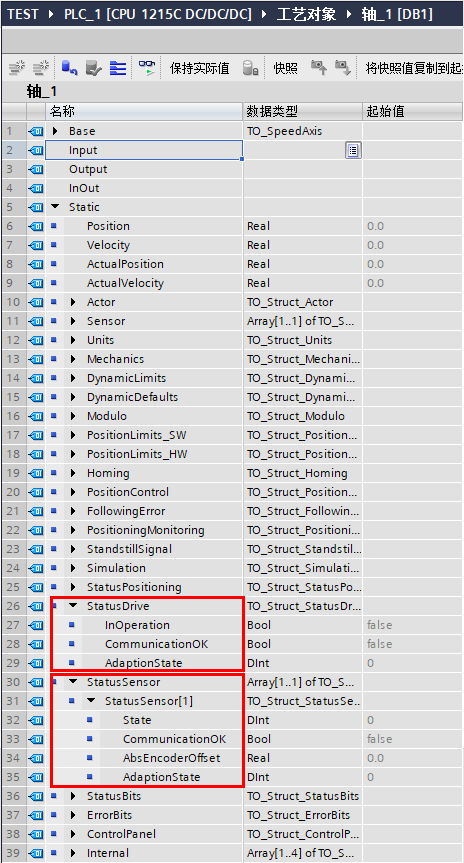 TEST ▸ PLC_1 [CPU 1215C DC/DC/DC] ▸ 工艺对象 ▸ 轴_1 [DB1]
保持实际值 快照 将快照值复制到起
轴_1
名称 数据类型 起始值
1 Base TO_SpeedAxis
2 Input
3 Output
4 InOut
5 Static
6 Position Real 0.0
7 Velocity Real 0.0
8 ActualPosition Real 0.0
9 ActualVelocity Real 0.0
10 Actor TO_Struct_Actor
11 Sensor Array[1..1] of TO_S...
12 Units TO_Struct_Units
13 Mechanics TO_Struct_Mechani...
14 DynamicLimits TO_Struct_Dynami...
15 DynamicDefaults TO_Struct_Dynami...
16 Modulo TO_Struct_Modulo
17 PositionLimits_SW TO_Struct_Position...
18 PositionLimits_HW TO_Struct_Position...
19 Homing TO_Struct_Homing
20 PositionControl TO_Struct_Position...
21 FollowingError TO_Struct_Followin...
22 PositioningMonitoring TO_Struct_Positioni...
23 StandstillSignal TO_Struct_Standstil...
24 Simulation TO_Struct_Simulati...
25 StatusPositioning TO_Struct_StatusPo...
26 StatusDrive TO_Struct_StatusDr...
27 InOperation Bool false
28 CommunicationOK Bool false
29 AdaptionState DInt 0
30 StatusSensor Array[1..1] of TO_S...
31 StatusSensor[1] TO_Struct_StatusSe...
32 State DInt 0
33 CommunicationOK Bool false
34 AbsEncoderOffset Real 0.0
35 AdaptionState DInt 0
36 StatusBits TO_Struct_StatusBits
37 ErrorBits TO_Struct_ErrorBits
38 ControlPanel TO_Struct_ControlP...
39 Internal Array[1..4] of TO_S...